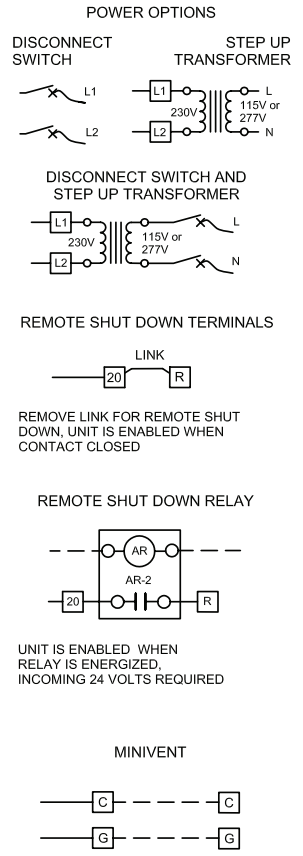 POWER OPTIONS
DISCONNECT
SWITCH
STEP UP
TRANSFORMER
L1
L2
L1
L
230V
115V or
277V
L2
N
DISCONNECT SWITCH AND
STEP UP TRANSFORMER
L1
L
230V
115V or
277V
L2
N
REMOTE SHUT DOWN TERMINALS
LINK
20
R
REMOVE LINK FOR REMOTE SHUT
DOWN, UNIT IS ENABLED WHEN
CONTACT CLOSED
REMOTE SHUT DOWN RELAY
AR
AR-2
20
R
UNIT IS ENABLED WHEN
RELAY IS ENERGIZED,
INCOMING 24 VOLTS REQUIRED
MINIVENT
C
C
G
G